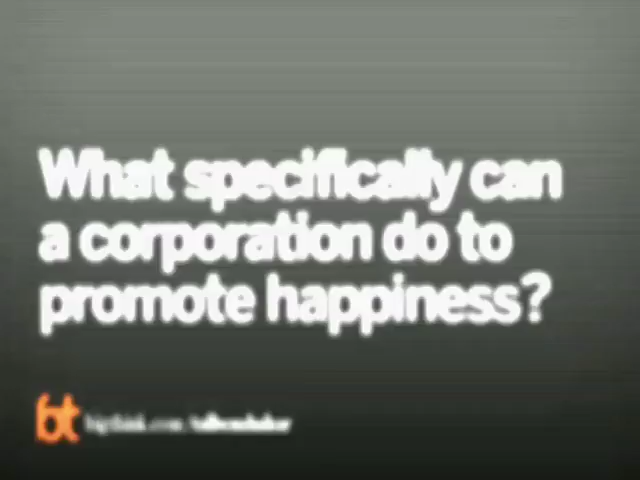 What specifically can
a corporation do to
promote happiness?
bt